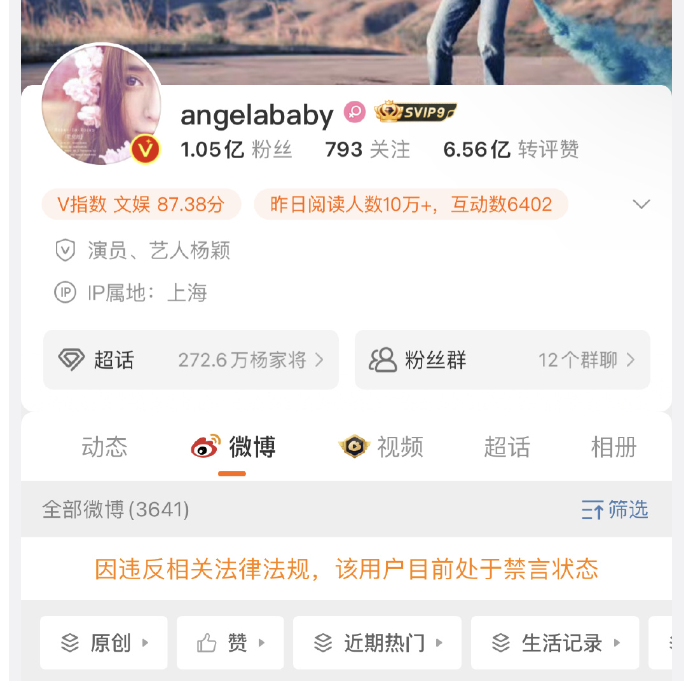 angelababy SVIP9
1.05亿 粉丝 793 关注 6.56亿 转评赞
V指数 文娱 87.38分 昨日阅读人数10万+，互动数6402
演员、艺人杨颖
IP IP属地：上海
超话 272.6万杨家将 粉丝群 12个群聊
动态 微博 视频 超话 相册
全部微博(3641) 筛选
因违反相关法律法规，该用户目前处于禁言状态
原创 赞 近期热门 生活记录